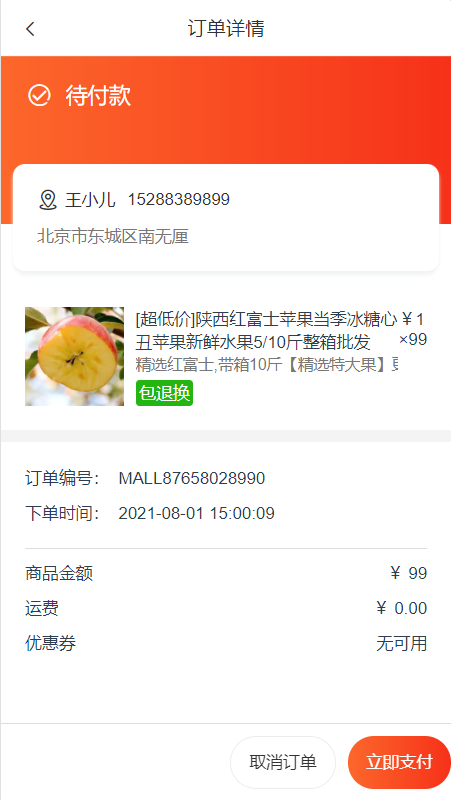 订单详情
待付款
王小儿 15288389899
北京市东城区南无厘
[超低价]陕西红富士苹果当季冰糖心 ¥ 1
丑苹果新鲜水果5/10斤整箱批发 ×99
精选红富士,带箱10斤【精选特大果】
包退换
订单编号： MALL87658028990
下单时间： 2021-08-01 15:00:09
商品金额 ¥ 99
运费 ¥ 0.00
优惠券 无可用
取消订单 立即支付